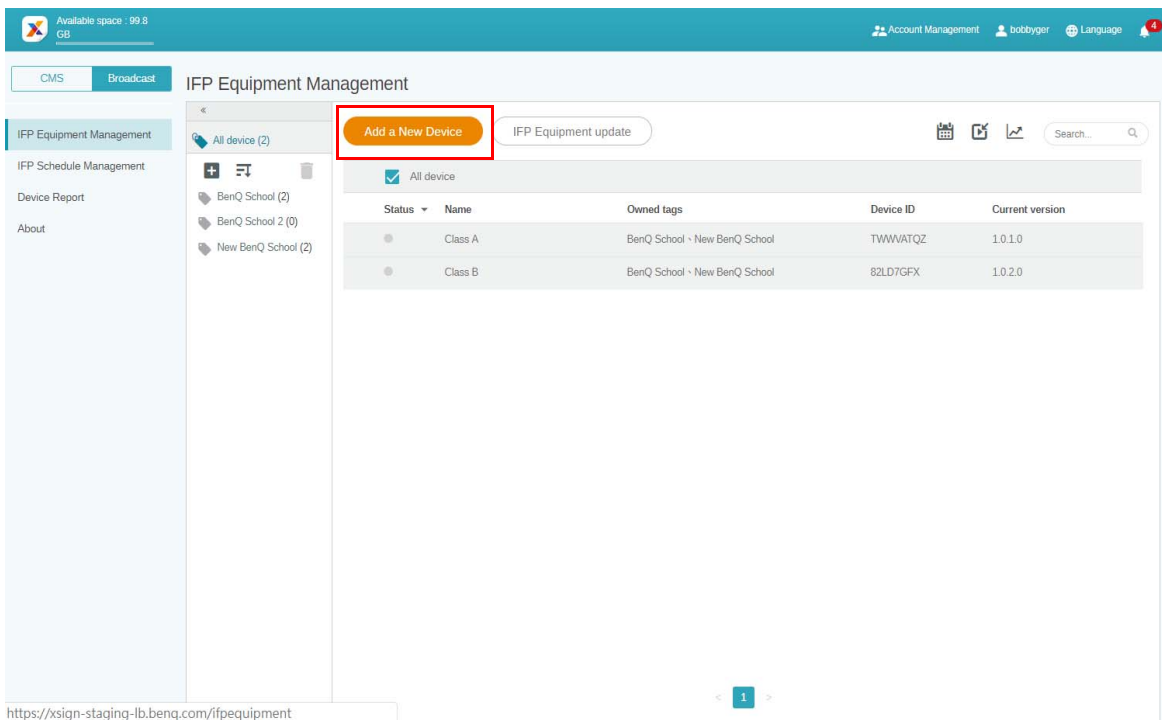 Available space : 99.8
GB
Account Management
bobbyger
Language
4
CMS
Broadcast
IFP Equipment Management
IFP Equipment Management
IFP Schedule Management
Device Report
About
«
All device (2)
BenQ School (2)
BenQ School 2 (0)
New BenQ School (2)
Add a New Device
IFP Equipment update
Search...
All device
Status Name Owned tags Device ID Current version
Class A BenQ School、New BenQ School TWWVATQZ 1.0.1.0
Class B BenQ School、New BenQ School 82LD7GFX 1.0.2.0
< 1 >
https://xsign-staging-lb.benq.com/ifpequipment